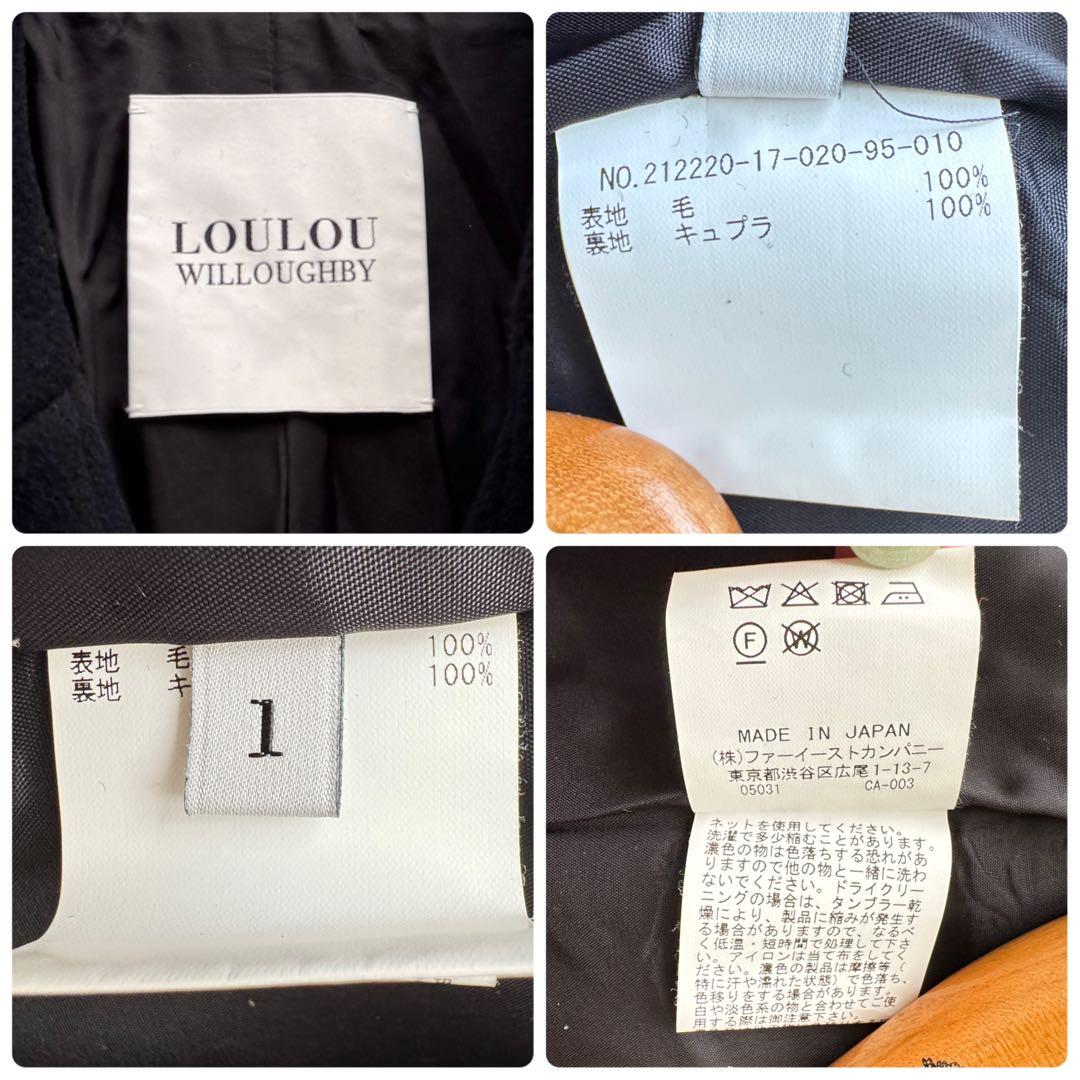 LOULOU
WILLOUGHBY
NO.212220-17-020-95-010
表地 毛 100%
裏地 キュプラ 100%
表地 毛 100%
裏地 キ 100%
1
F
W
MADE IN JAPAN
(株)ファーイーストカンパニー
東京都渋谷区広尾1-13-7
05031 CA-003
ネットを使用してください。
洗濯で多少縮むことがあります。
濃色の物は色落ちする恐れがあ
りますので他の物と一緒に洗わ
ないでください。ドライクリー
ニングの場合は、タンブラー乾
燥により、製品に縮みが発生す
る場合がありますので、なるべ
く低温・短時間で処理して下さ
い。アイロンは当て布をしてく
ださい。濃色の製品は摩擦等(
特に汗や濡れた状態)で色落ち、
色移りをする場合があります。
白や淡色系の物と合わせてご使
用する際は御注意下さい。